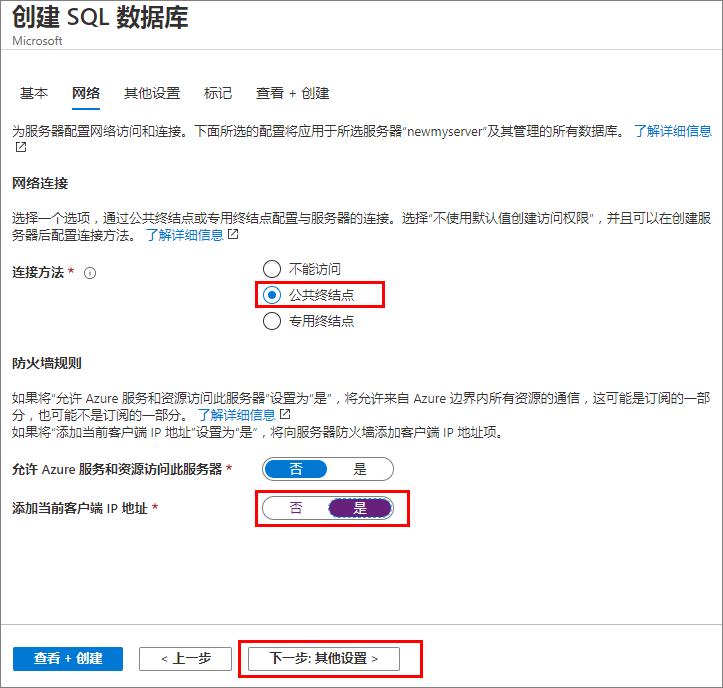 创建 SQL 数据库
Microsoft
基本 网络 其他设置 标记 查看 + 创建
为服务器配置网络访问和连接。下面所选的配置将应用于所选服务器“newmyserver”及其管理的所有数据库。 了解详细信息
网络连接
选择一个选项，通过公共终结点或专用终结点配置与服务器的连接。选择“不使用默认值创建访问权限”，并且可以在创建服
务器后配置连接方法。 了解详细信息
连接方法 *
不能访问
公共终结点
专用终结点
防火墙规则
如果将“允许 Azure 服务和资源访问此服务器“设置为“是”，将允许来自 Azure 边界内所有资源的通信，这可能是订阅的一部
分，也可能不是订阅的一部分。 了解详细信息
如果将“添加当前客户端 IP 地址”设置为“是”，将向服务器防火墙添加客户端 IP 地址项。
允许 Azure 服务和资源访问此服务器 * 否 是
添加当前客户端 IP 地址 * 否 是
查看 + 创建 < 上一步 下一步: 其他设置 >